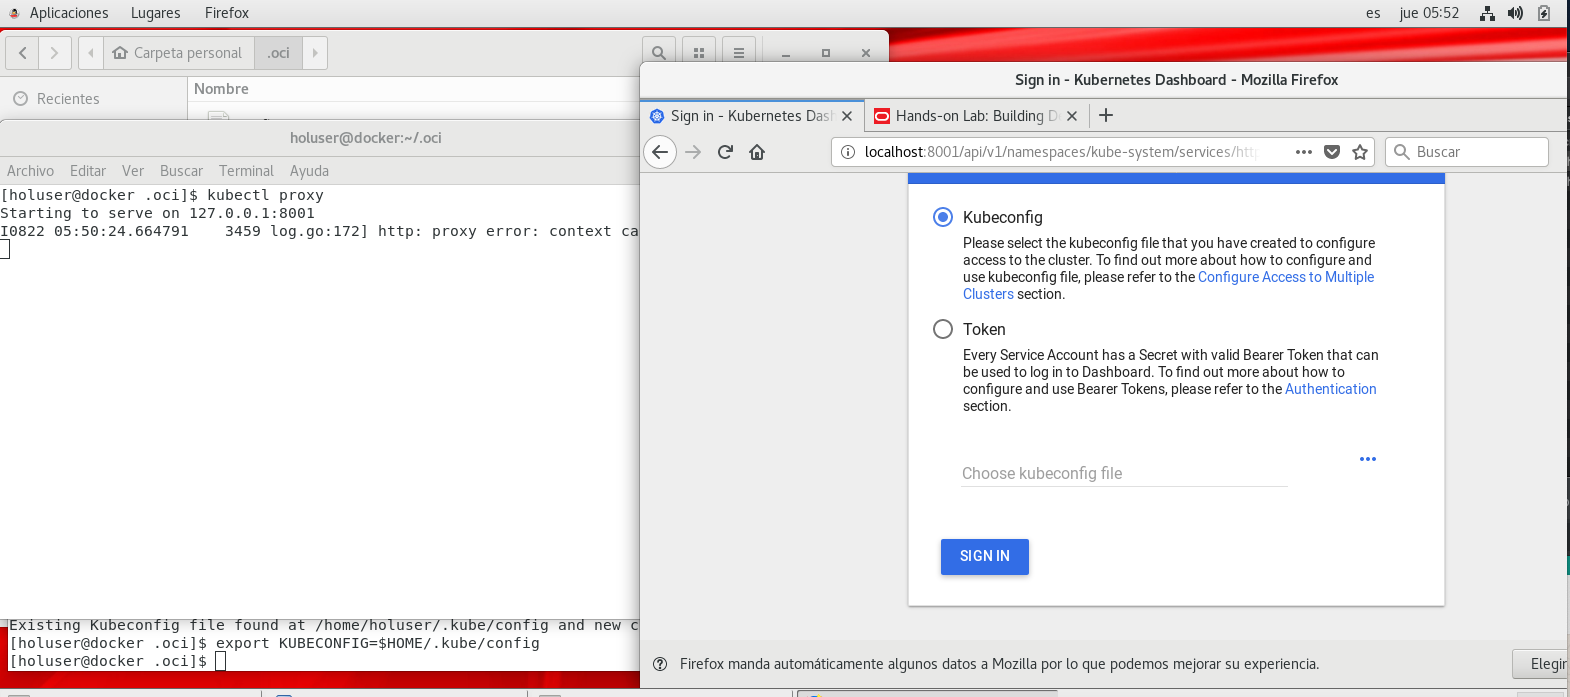 Aplicaciones Lugares Firefox es jue 05:52
Carpeta personal .oci
Recientes
Nombre
holuser@docker:~/.oci
Archivo Editar Ver Buscar Terminal Ayuda
[holuser@docker .oci]$ kubectl proxy
Starting to serve on 127.0.0.1:8001
I0822 05:50:24.664791 3459 log.go:172] http: proxy error: context ca
Existing Kubeconfig file found at /home/holuser/.kube/config and new c
[holuser@docker .oci]$ export KUBECONFIG=$HOME/.kube/config
[holuser@docker .oci]$
Sign in - Kubernetes Dashboard - Mozilla Firefox
Sign in - Kubernetes Dash Hands-on Lab: Building D
localhost:8001/api/v1/namespaces/kube-system/services/http Buscar
Kubeconfig
Please select the kubeconfig file that you have created to configure
access to the cluster. To find out more about how to configure and
use kubeconfig file, please refer to the Configure Access to Multiple
Clusters section.
Token
Every Service Account has a Secret with valid Bearer Token that can
be used to log in to Dashboard. To find out more about how to
configure and use Bearer Tokens, please refer to the Authentication
section.
Choose kubeconfig file
SIGN IN
Firefox manda automáticamente algunos datos a Mozilla por lo que podemos mejorar su experiencia. Elegir